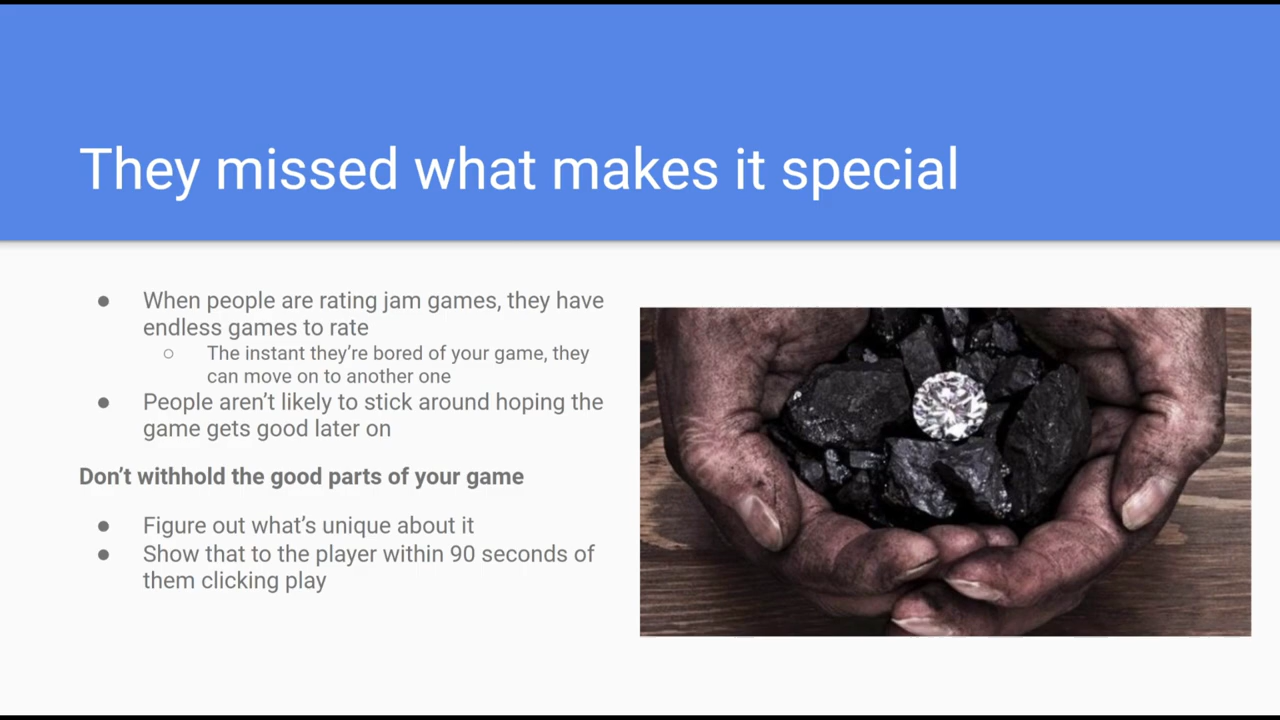 They missed what makes it special
● When people are rating jam games, they have
endless games to rate
○ The instant they’re bored of your game, they
can move on to another one
● People aren’t likely to stick around hoping the
game gets good later on
Don’t withhold the good parts of your game
● Figure out what’s unique about it
● Show that to the player within 90 seconds of
them clicking play